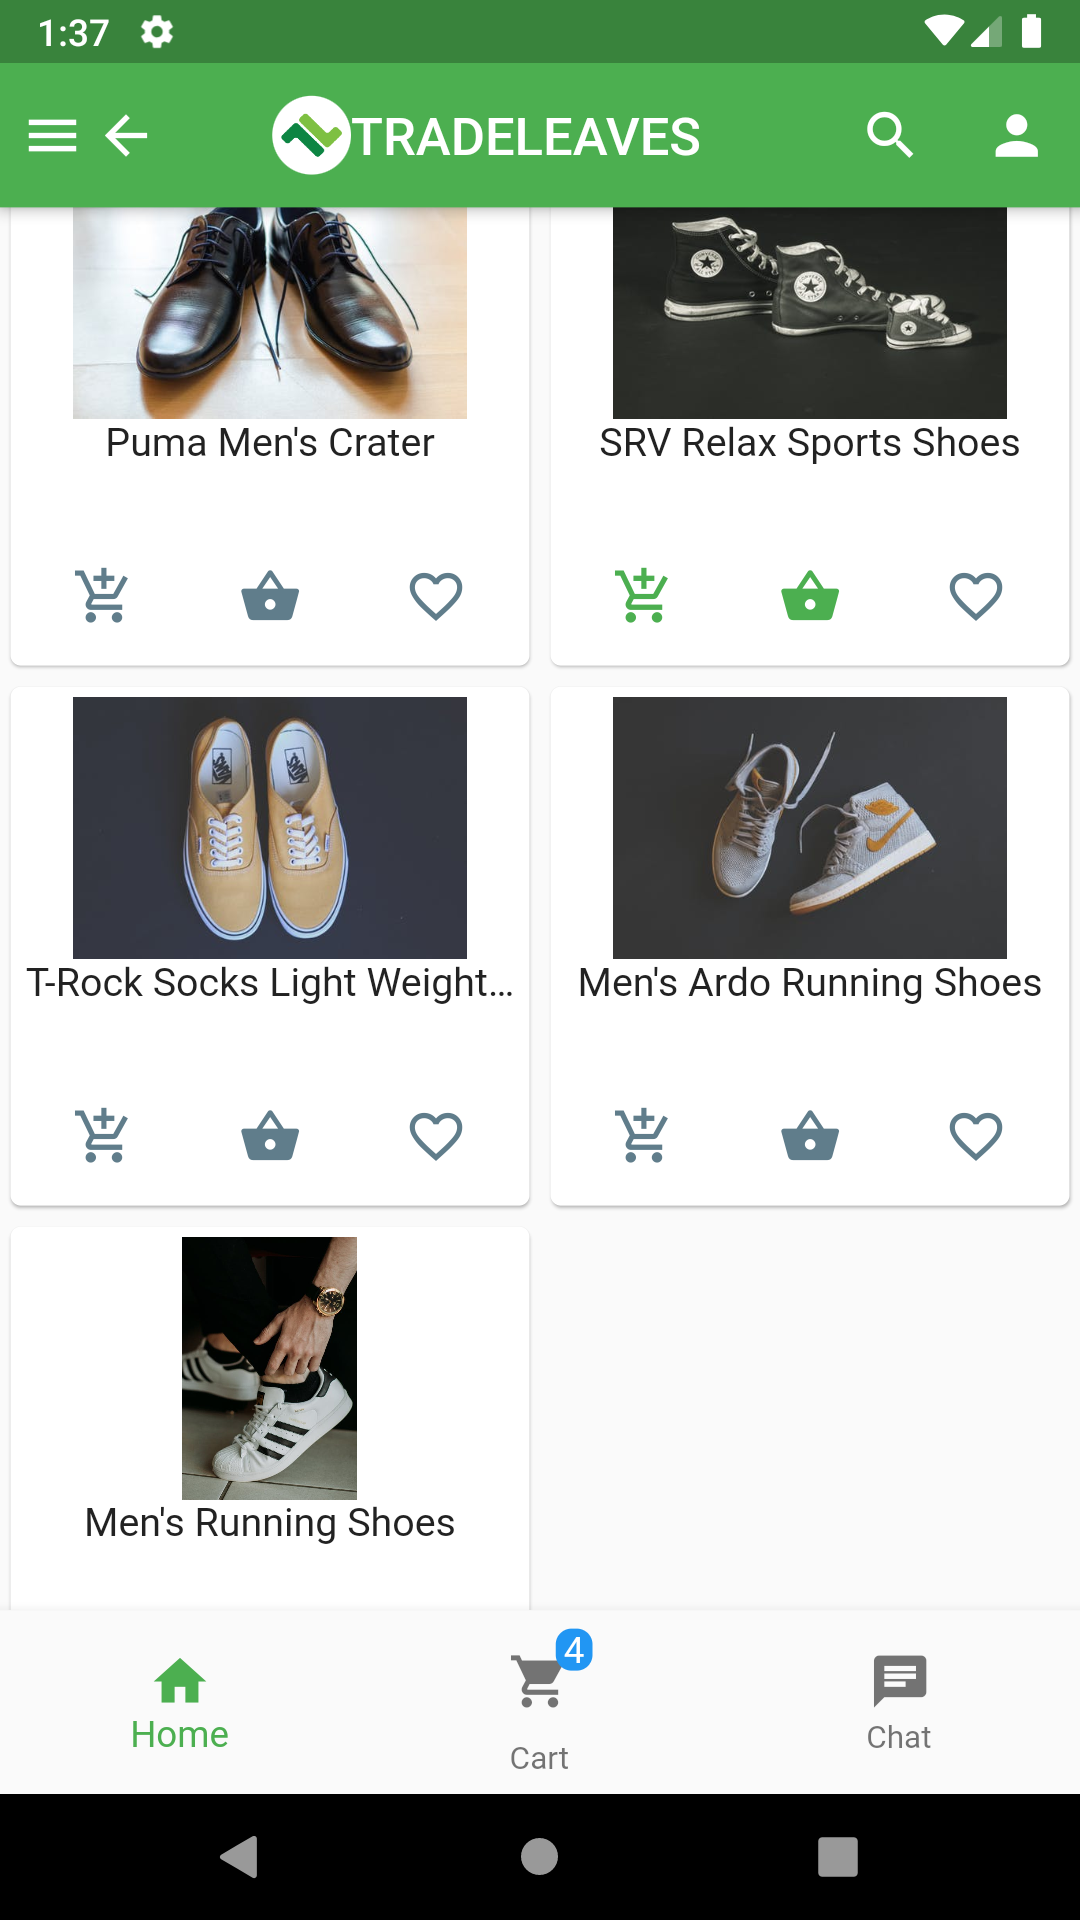 1:37
TRADELEAVES
Puma Men's Crater
SRV Relax Sports Shoes
T-Rock Socks Light Weight...
Men's Ardo Running Shoes
Men's Running Shoes
4
Home
Cart
Chat